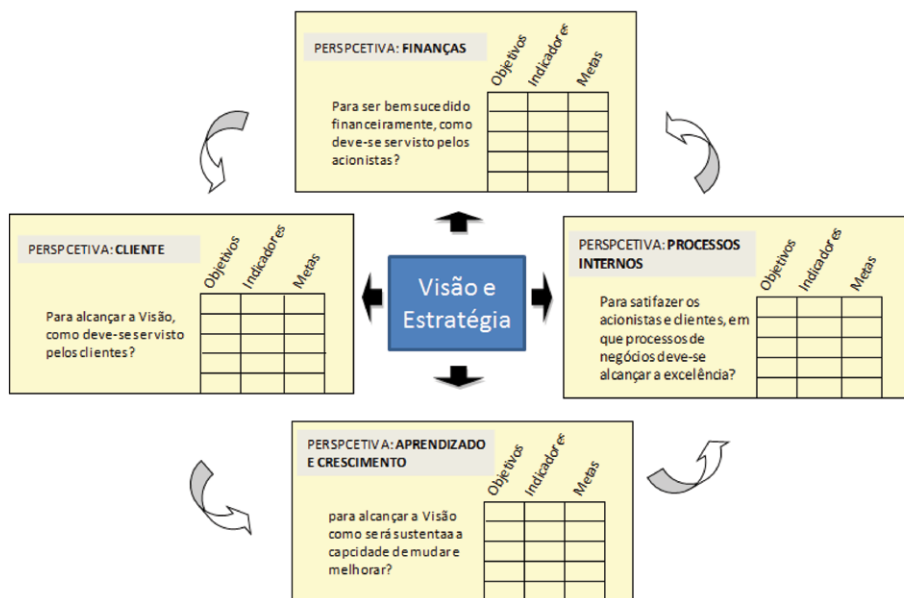 PERSPCETIVA: FINANÇAS
Objetivos
Indicadores
Metas
Para ser bem sucedido
financeiramente, como
deve-se ser visto pelos
acionistas?
PERSPCETIVA: CLIENTE
Objetivos
Indicadores
Metas
Para alcançar a Visão,
como deve-se ser visto
pelos clientes?
Visão e
Estratégia
PERSPCETIVA: PROCESSOS
INTERNOS
Objetivos
Indicadores
Metas
Para satifazer os
acionistas e clientes, em
que processos de
negócios deve-se
alcançar a excelência?
PERSPCETIVA: APRENDIZADO
E CRESCIMENTO
Objetivos
Indicadores
Metas
para alcançar a Visão
como será sustentaa a
capcidade de mudar e
melhorar?